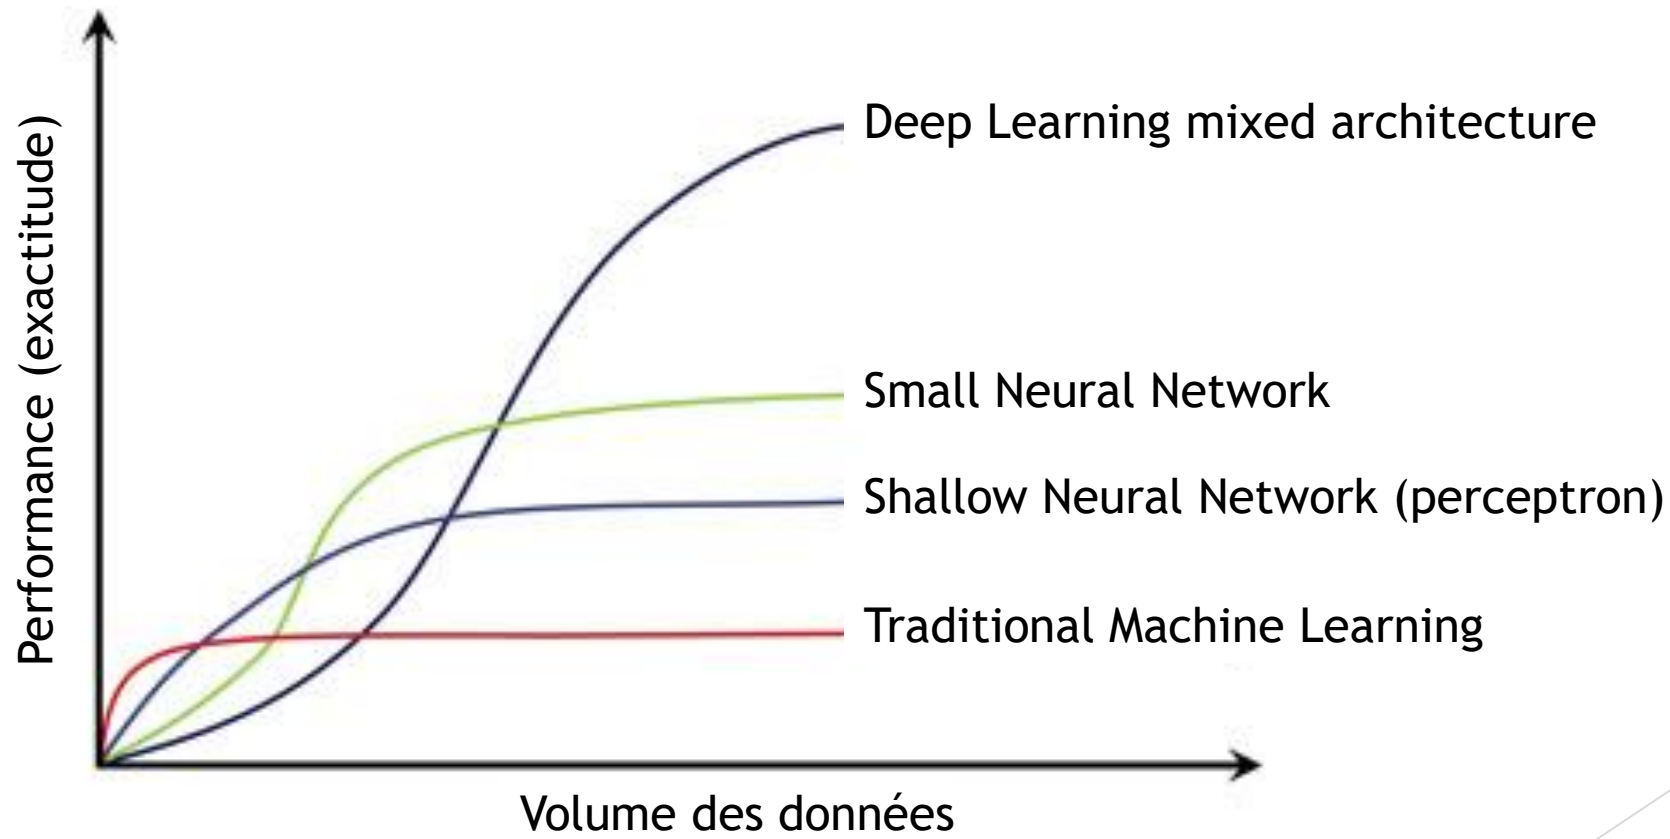 Performance (exactitude)
Deep Learning mixed architecture
Small Neural Network
Shallow Neural Network (perceptron)
Traditional Machine Learning
Volume des données